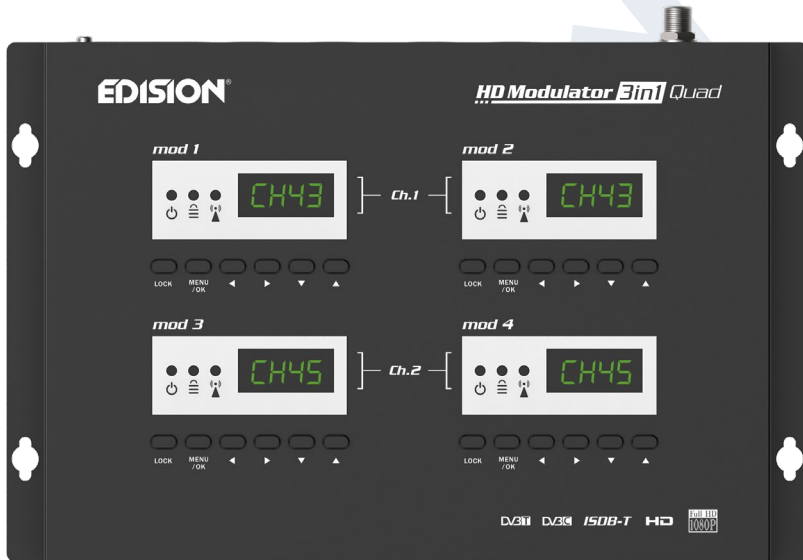 EDISION®
HD Modulator 3in1 Quad
mod 1
mod 2
CH43
Ch.1
CH43
LOCK MENU /OK ◀ ▶ ▼ ▲
LOCK MENU /OK ◀ ▶ ▼ ▲
mod 3
mod 4
CH45
Ch.2
CH45
LOCK MENU /OK ◀ ▶ ▼ ▲
LOCK MENU /OK ◀ ▶ ▼ ▲
DVB T DVB C ISDB-T HD Full HD 1080P